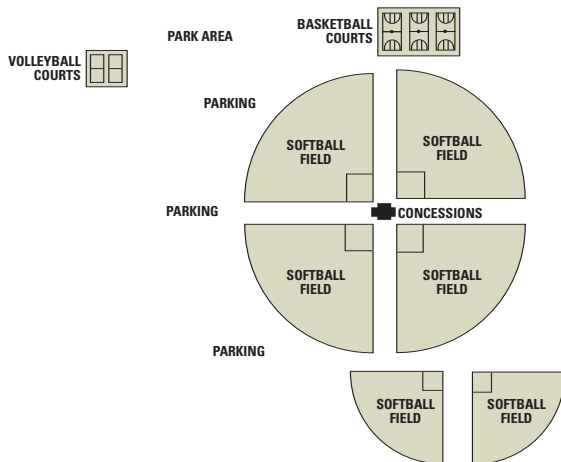 PARK AREA
BASKETBALL
COURTS
VOLLEYBALL
COURTS
PARKING
SOFTBALL
FIELD
SOFTBALL
FIELD
PARKING
CONCESSIONS
SOFTBALL
FIELD
SOFTBALL
FIELD
PARKING
SOFTBALL
FIELD
SOFTBALL
FIELD